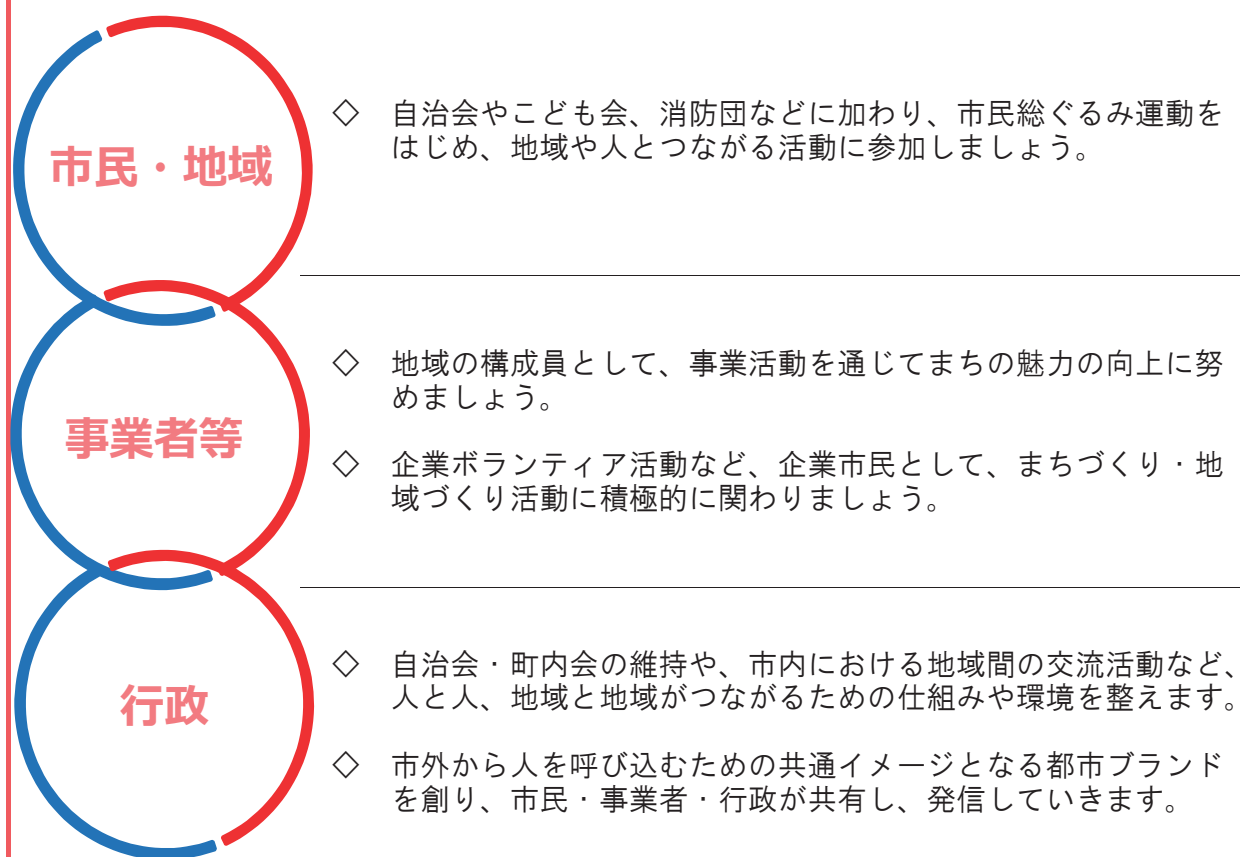 市民・地域
◇ 自治会やこども会、消防団などに加わり、市民総ぐるみ運動を
はじめ、地域や人とつながる活動に参加しましょう。
事業者等
◇ 地域の構成員として、事業活動を通じてまちの魅力の向上に努
めましょう。
◇ 企業ボランティア活動など、企業市民として、まちづくり・地
域づくり活動に積極的に関わりましょう。
行政
◇ 自治会・町内会の維持や、市内における地域間の交流活動など、
人と人、地域と地域がつながるための仕組みや環境を整えます。
◇ 市外から人を呼び込むための共通イメージとなる都市ブランド
を創り、市民・事業者・行政が共有し、発信していきます。